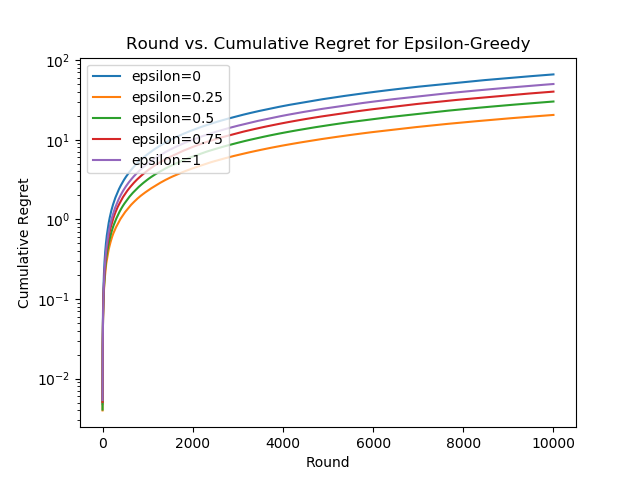 Round vs. Cumulative Regret for Epsilon-Greedy
10²
10¹
10⁰
10⁻¹
10⁻²
Cumulative Regret
epsilon=0
epsilon=0.25
epsilon=0.5
epsilon=0.75
epsilon=1
0 2000 4000 6000 8000 10000
Round